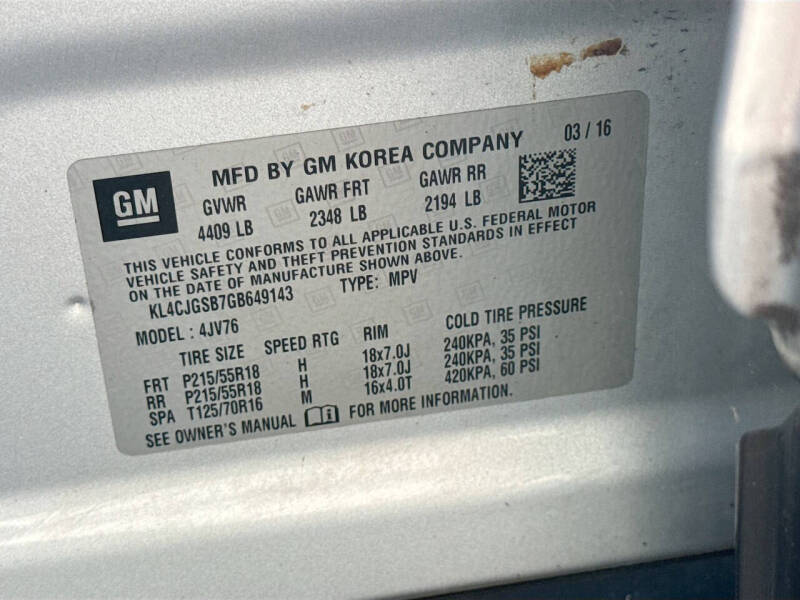 MFD BY GM KOREA COMPANY 03 / 16
GM
GVWR GAWR FRT GAWR RR
4409 LB 2348 LB 2194 LB
THIS VEHICLE CONFORMS TO ALL APPLICABLE U.S. FEDERAL MOTOR
VEHICLE SAFETY AND THEFT PREVENTION STANDARDS IN EFFECT
ON THE DATE OF MANUFACTURE SHOWN ABOVE.
KL4CJGSB7GB649143 TYPE: MPV
MODEL : 4JV76
TIRE SIZE SPEED RTG RIM COLD TIRE PRESSURE
FRT P215/55R18 H 18x7.0J 240KPA, 35 PSI
RR P215/55R18 H 18x7.0J 240KPA, 35 PSI
SPA T125/70R16 M 16x4.0T 420KPA, 60 PSI
SEE OWNER'S MANUAL FOR MORE INFORMATION.